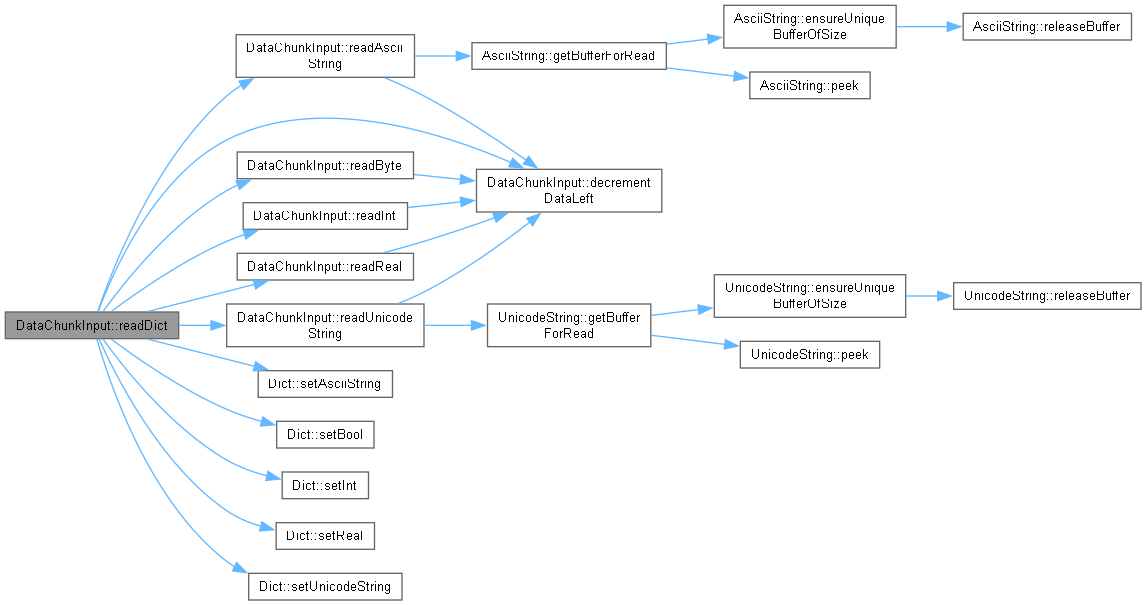 DataChunkInput::readDict
DataChunkInput::readAscii
String
DataChunkInput::readByte
DataChunkInput::readInt
DataChunkInput::readReal
DataChunkInput::readUnicode
String
Dict::setAsciiString
Dict::setBool
Dict::setInt
Dict::setReal
Dict::setUnicodeString
AsciiString::getBufferForRead
DataChunkInput::decrement
DataLeft
UnicodeString::getBuffer
ForRead
AsciiString::ensureUnique
BufferOfSize
AsciiString::peek
UnicodeString::ensureUnique
BufferOfSize
UnicodeString::peek
AsciiString::releaseBuffer
UnicodeString::releaseBuffer